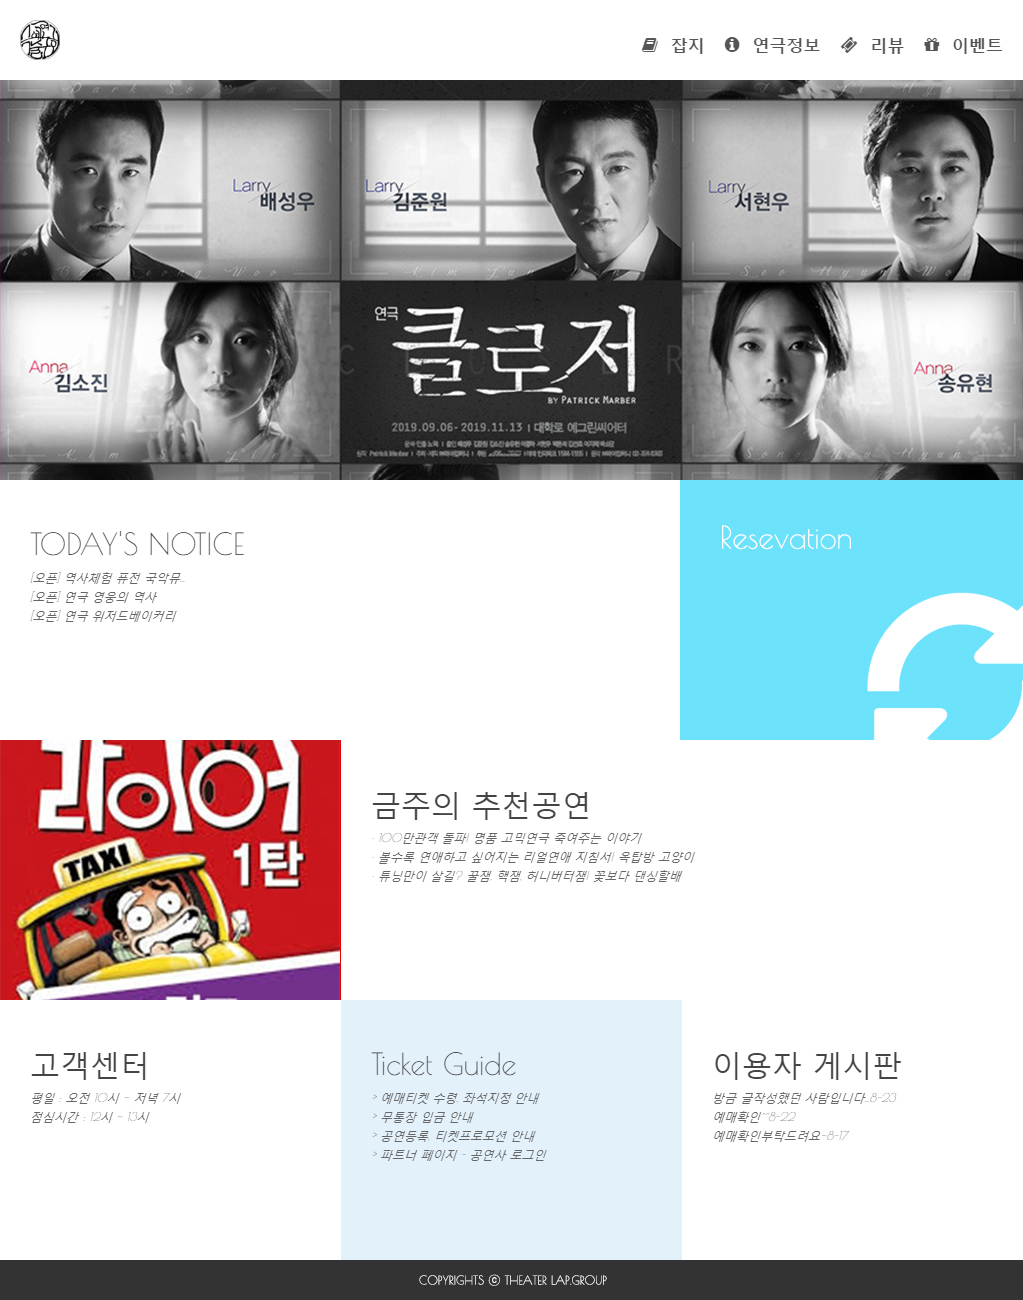 잡지 연극정보 리뷰 이벤트
Larry 배성우
Larry 김준원
Larry 서현우
Anna 김소진
연극 클로저
BY PATRICK MARBER
2019.09.06-2019.11.13 | 대학로 예그린씨어터
Anna 송유현
TODAY'S NOTICE
[오픈] 역사체험 퓨전 국악뮤...
[오픈] 연극 영웅의 역사
[오픈] 연극 위저드베이커리
Resevation
라이어
1탄
TAXI
금주의 추천공연
· 100만관객 돌파! 명품 고믹연극 죽여주는 이야기
· 볼수록 연애하고 싶어지는 리얼연애 지침서! 옥탑방 고양이
· 튜닝만이 살길? 꿀잼, 핵잼, 허니버터잼! 꽃보다 댄싱할배
고객센터
평일 : 오전 10시 ~ 저녁 7시
점심시간 : 12시 ~ 13시
Ticket Guide
> 예매티켓 수령, 좌석지정 안내
> 무통장 입금 안내
> 공연등록, 티켓프로모션 안내
> 파트너 페이지 - 공연사 로그인
이용자 게시판
방금 글작성했던 사람입니다...8-23
예매확인~8-22
예매확인부탁드려요~8-17
COPYRIGHTS ⓒ THEATER LAP.GROUP